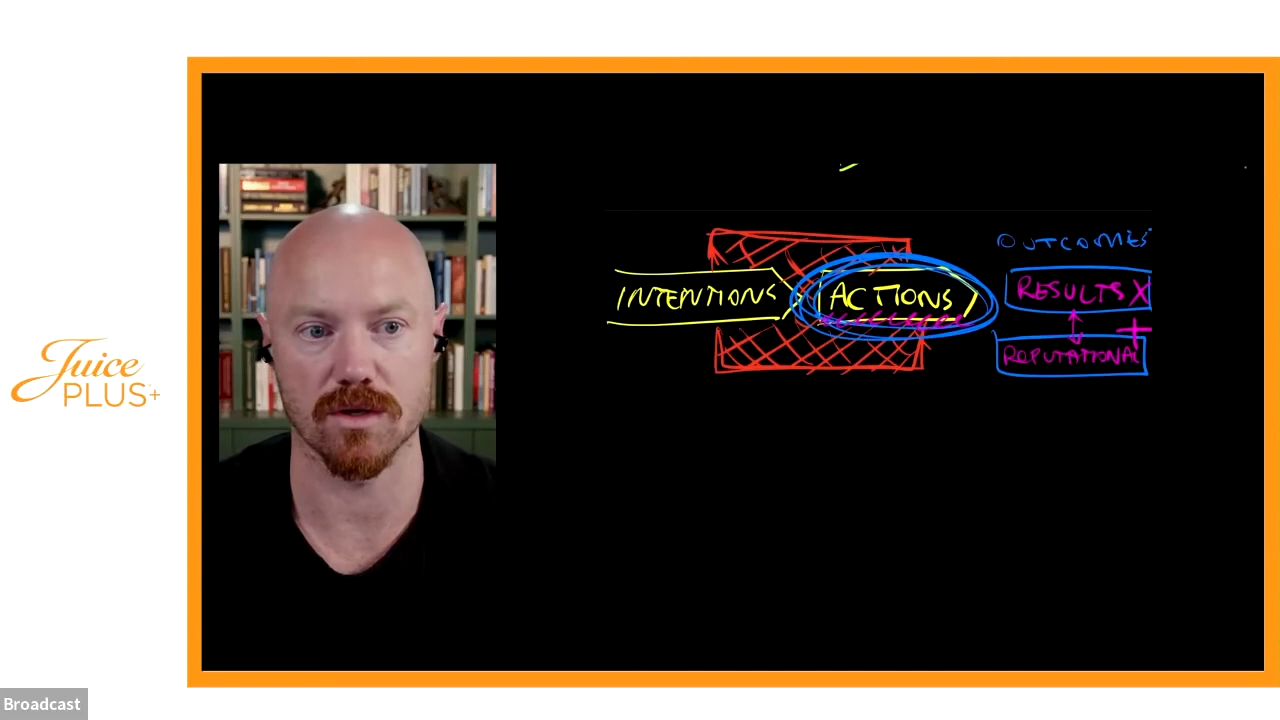 Juice
PLUS+
OUTCOMES
INTENTIONS
ACTIONS
RESULTS X
+
REPUTATIONAL
Broadcast